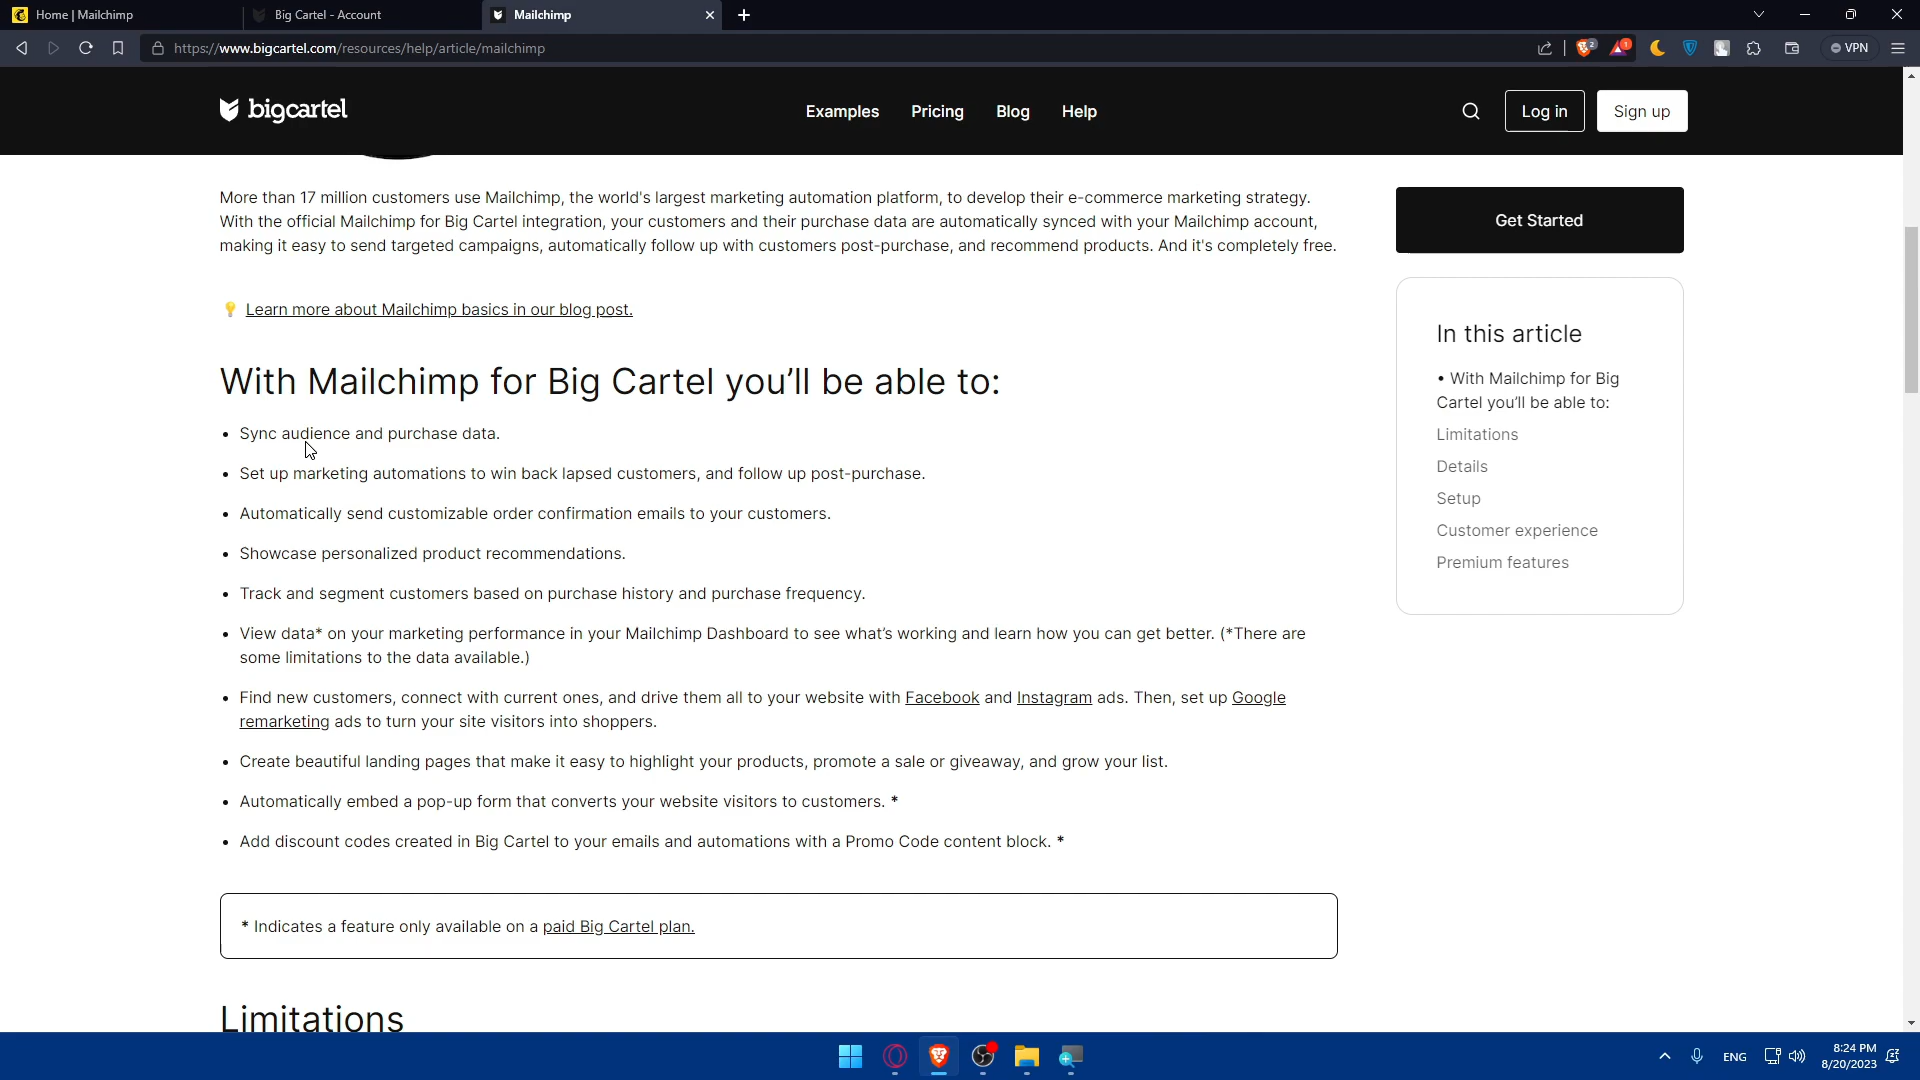 Home | Mailchimp
Big Cartel - Account
Mailchimp
https://www.bigcartel.com/resources/help/article/mailchimp
2
1
VPN
bigcartel
Examples
Pricing
Blog
Help
Log in
Sign up
More than 17 million customers use Mailchimp, the world's largest marketing automation platform, to develop their e-commerce marketing strategy.
With the official Mailchimp for Big Cartel integration, your customers and their purchase data are automatically synced with your Mailchimp account,
making it easy to send targeted campaigns, automatically follow up with customers post-purchase, and recommend products. And it's completely free.
💡 Learn more about Mailchimp basics in our blog post.
With Mailchimp for Big Cartel you’ll be able to:
• Sync audience and purchase data.
• Set up marketing automations to win back lapsed customers, and follow up post-purchase.
• Automatically send customizable order confirmation emails to your customers.
• Showcase personalized product recommendations.
• Track and segment customers based on purchase history and purchase frequency.
• View data* on your marketing performance in your Mailchimp Dashboard to see what’s working and learn how you can get better. (*There are
some limitations to the data available.)
• Find new customers, connect with current ones, and drive them all to your website with Facebook and Instagram ads. Then, set up Google
remarketing ads to turn your site visitors into shoppers.
• Create beautiful landing pages that make it easy to highlight your products, promote a sale or giveaway, and grow your list.
• Automatically embed a pop-up form that converts your website visitors to customers. *
• Add discount codes created in Big Cartel to your emails and automations with a Promo Code content block. *
* Indicates a feature only available on a paid Big Cartel plan.
Limitations
Get Started
In this article
• With Mailchimp for Big
Cartel you’ll be able to:
Limitations
Details
Setup
Customer experience
Premium features
ENG
8:24 PM
8/20/2023